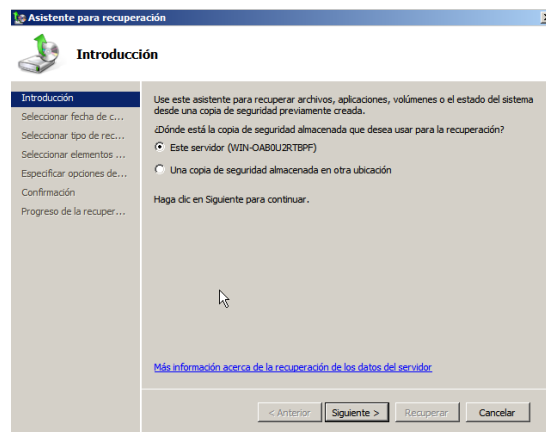 Asistente para recuperación
Introducción
Introducción
Seleccionar fecha de c...
Seleccionar tipo de rec...
Seleccionar elementos ...
Especificar opciones de...
Confirmación
Progreso de la recuper...
Use este asistente para recuperar archivos, aplicaciones, volúmenes o el estado del sistema
desde una copia de seguridad previamente creada.
¿Dónde está la copia de seguridad almacenada que desea usar para la recuperación?
Este servidor (WIN-OAB0U2RTBPF)
Una copia de seguridad almacenada en otra ubicación
Haga clic en Siguiente para continuar.
Más información acerca de la recuperación de los datos del servidor
< Anterior Siguiente > Recuperar Cancelar